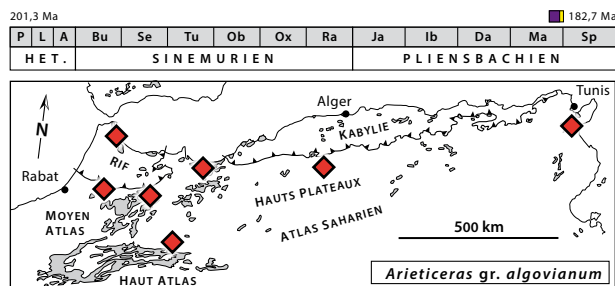 201,3 Ma 182,7 Ma
P L A Bu Se Tu Ob Ox Ra Ja Ib Da Ma Sp
HET. SINEMURIEN PLIENSBACHIEN
Tunis
Alger
N
KABYLIE
RIF
Rabat
HAUTS PLATEAUX
MOYEN
ATLAS
ATLAS SAHARIEN
500 km
HAUT ATLAS
Arieticeras gr. algovianum